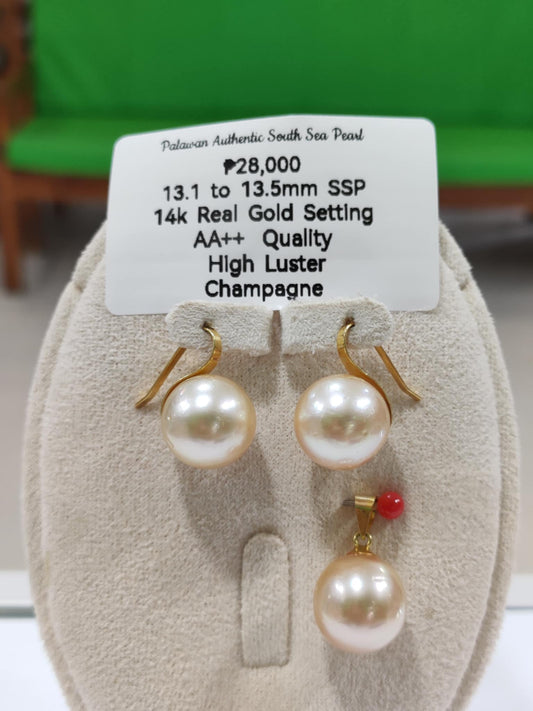 Palawan Authentic South Sea Pearl
₱28,000
13.1 to 13.5mm SSP
14k Real Gold Setting
AA++ Quality
High Luster
Champagne